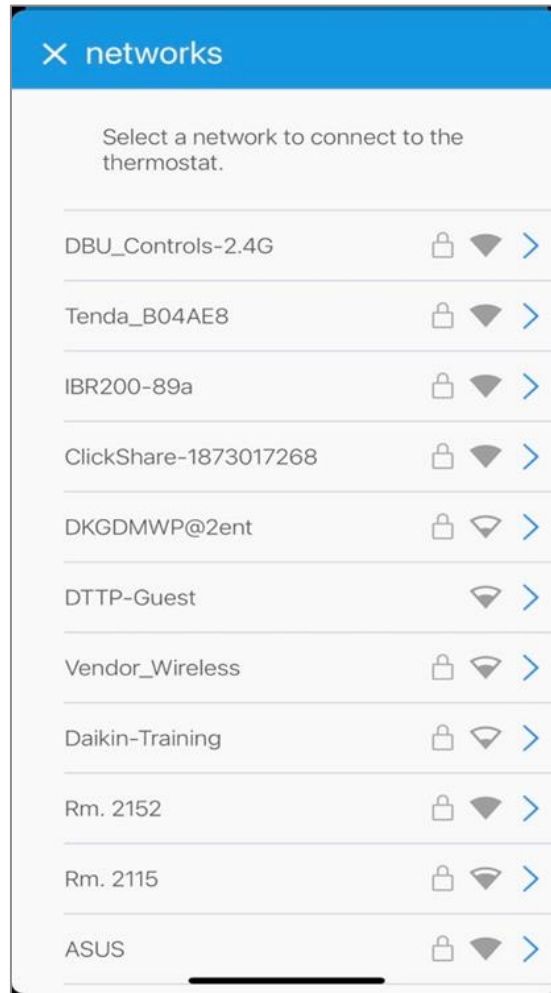 networks
Select a network to connect to the
thermostat.
DBU_Controls-2.4G
Tenda_B04AE8
IBR200-89a
ClickShare-1873017268
DKGDMWP@2ent
DTTP-Guest
Vendor_Wireless
Daikin-Training
Rm. 2152
Rm. 2115
ASUS